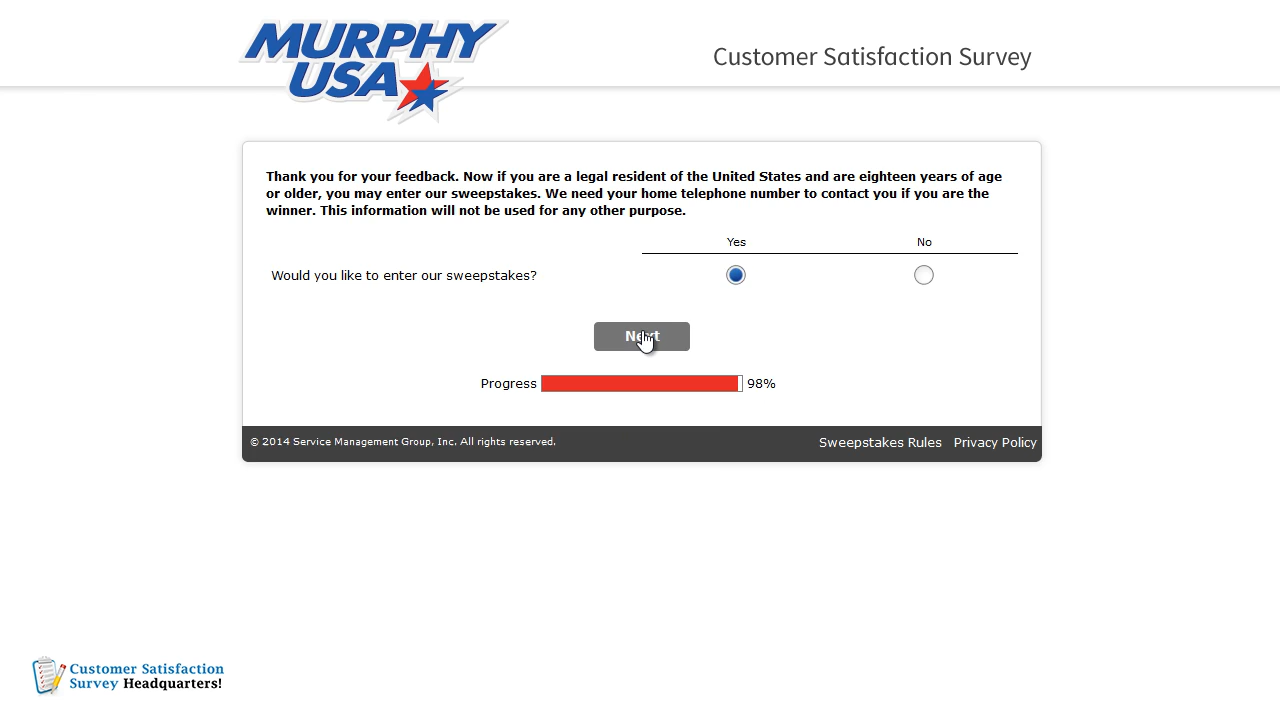 MURPHY
USA
Customer Satisfaction Survey
Thank you for your feedback. Now if you are a legal resident of the United States and are eighteen years of age
or older, you may enter our sweepstakes. We need your home telephone number to contact you if you are the
winner. This information will not be used for any other purpose.
Yes No
Would you like to enter our sweepstakes?
Next
Progress 98%
© 2014 Service Management Group, Inc. All rights reserved. Sweepstakes Rules Privacy Policy
Customer Satisfaction
Survey Headquarters!